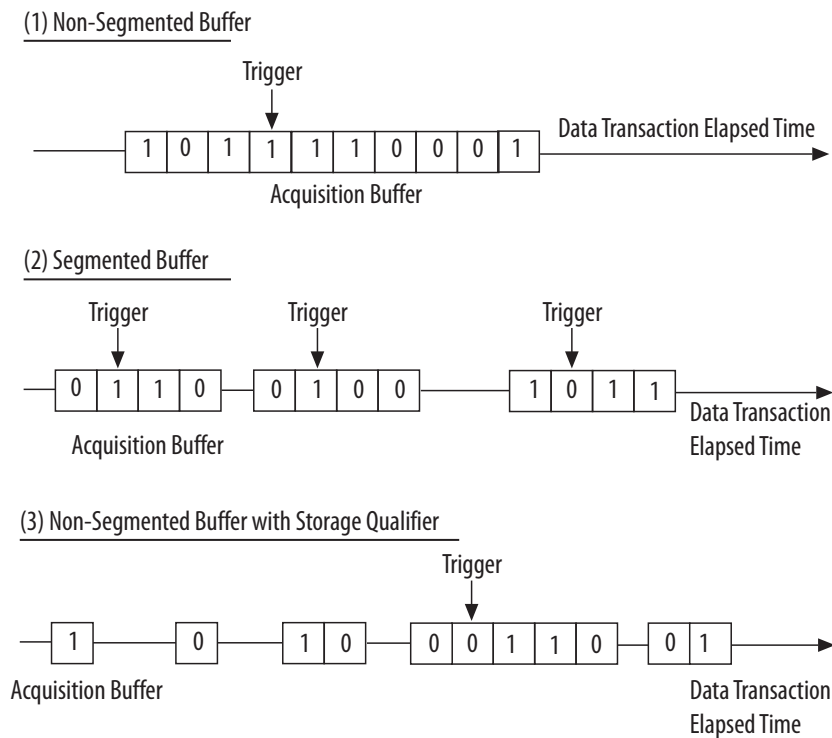 (1) Non-Segmented Buffer
Trigger
1 0 1 1 1 1 0 0 0 1
Data Transaction Elapsed Time
Acquisition Buffer
(2) Segmented Buffer
Trigger Trigger Trigger
0 1 1 0 0 1 0 0 1 0 1 1
Data Transaction
Elapsed Time
Acquisition Buffer
(3) Non-Segmented Buffer with Storage Qualifier
Trigger
1 0 1 0 0 0 1 1 0 0 1
Acquisition Buffer
Data Transaction
Elapsed Time